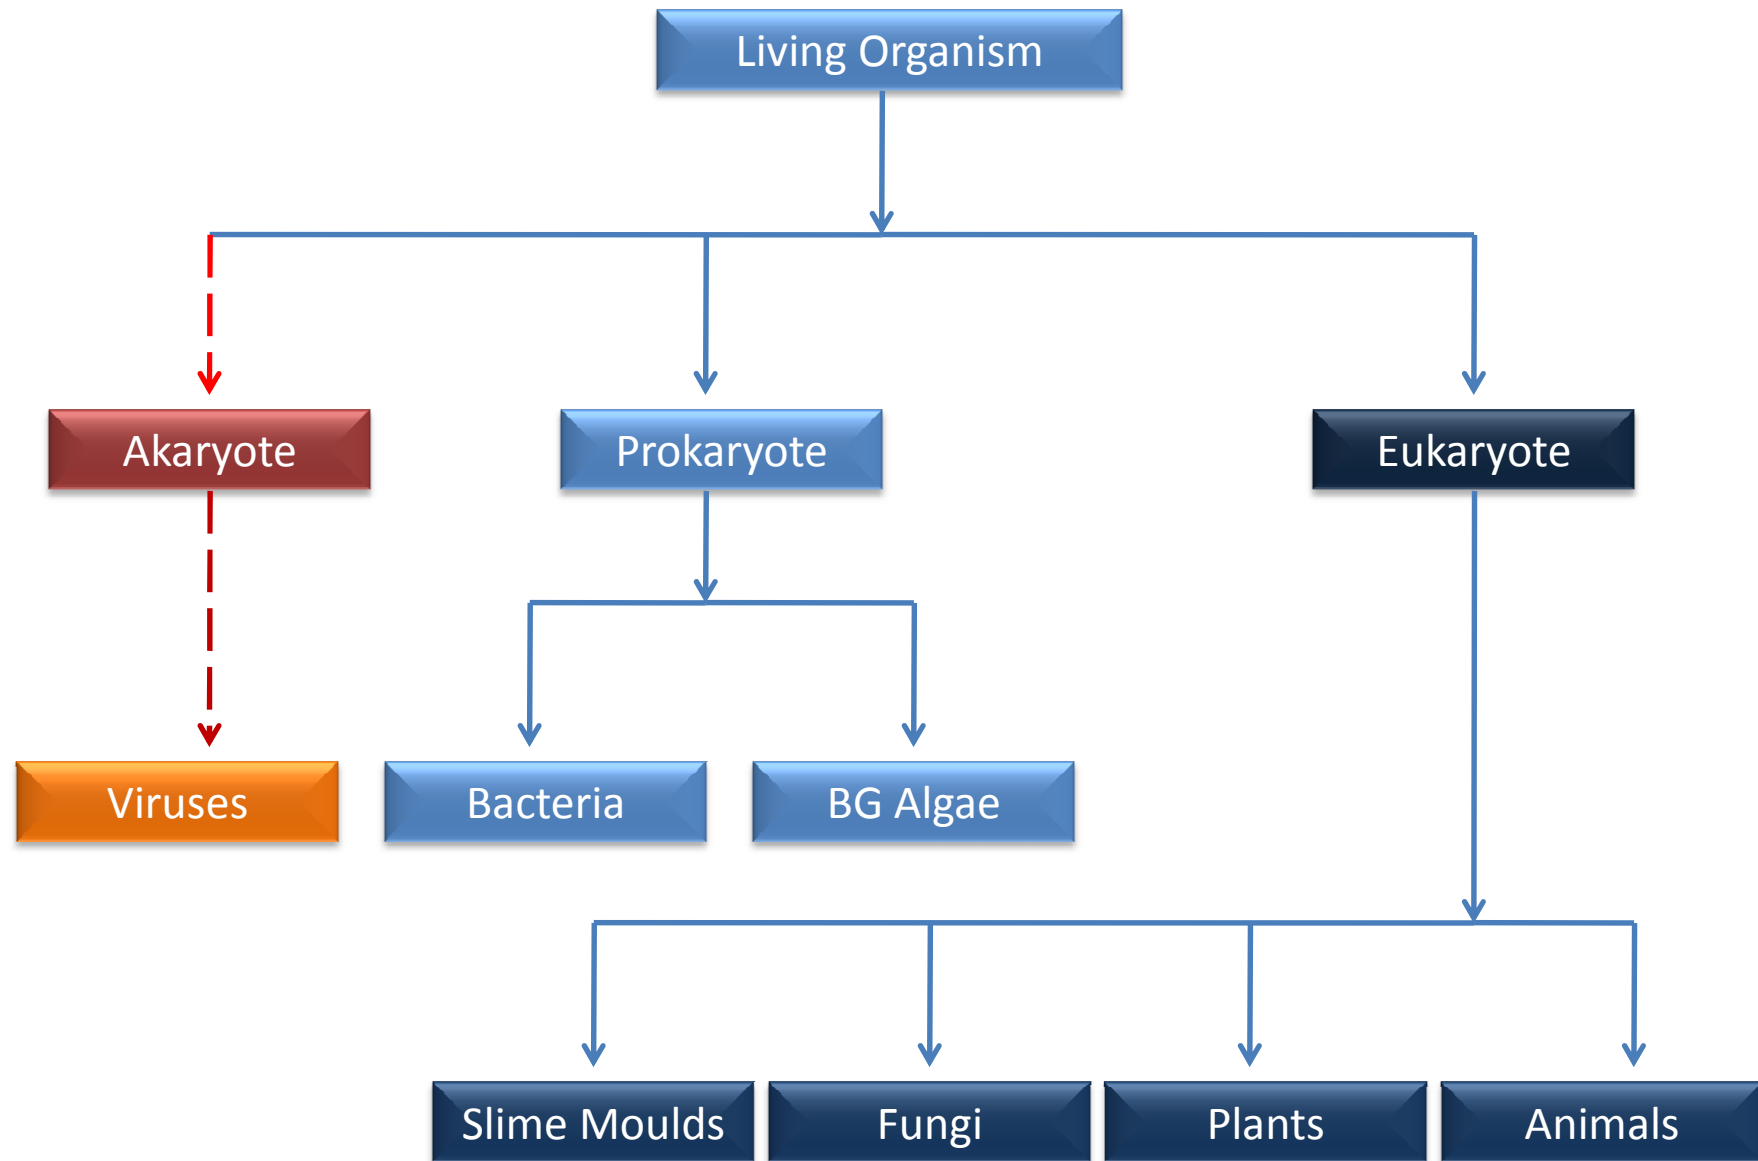 Living Organism
Akaryote
Prokaryote
Eukaryote
Viruses
Bacteria
BG Algae
Slime Moulds
Fungi
Plants
Animals